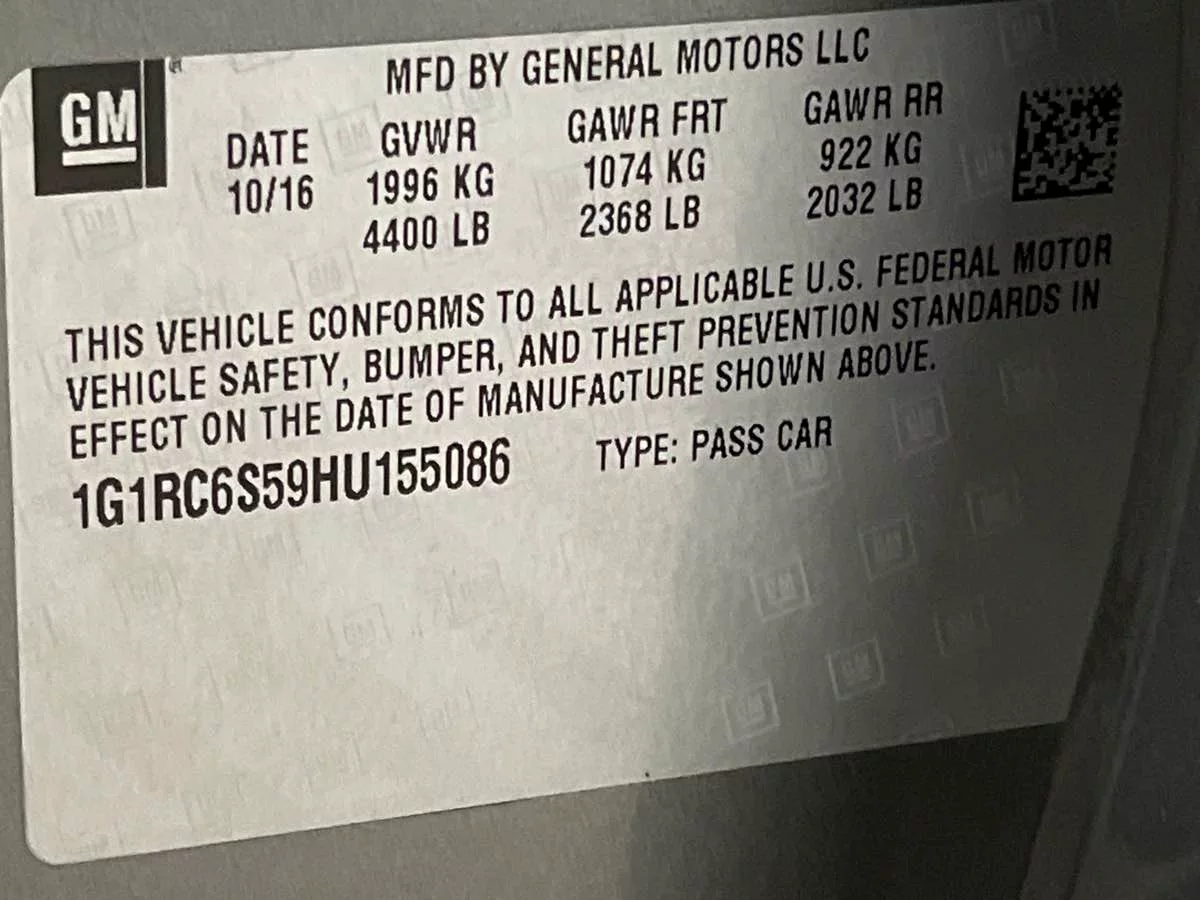 GM
MFD BY GENERAL MOTORS LLC
DATE GVWR GAWR FRT GAWR RR
10/16 1996 KG 1074 KG 922 KG
4400 LB 2368 LB 2032 LB
THIS VEHICLE CONFORMS TO ALL APPLICABLE U.S. FEDERAL MOTOR
VEHICLE SAFETY, BUMPER, AND THEFT PREVENTION STANDARDS IN
EFFECT ON THE DATE OF MANUFACTURE SHOWN ABOVE.
1G1RC6S59HU155086 TYPE: PASS CAR